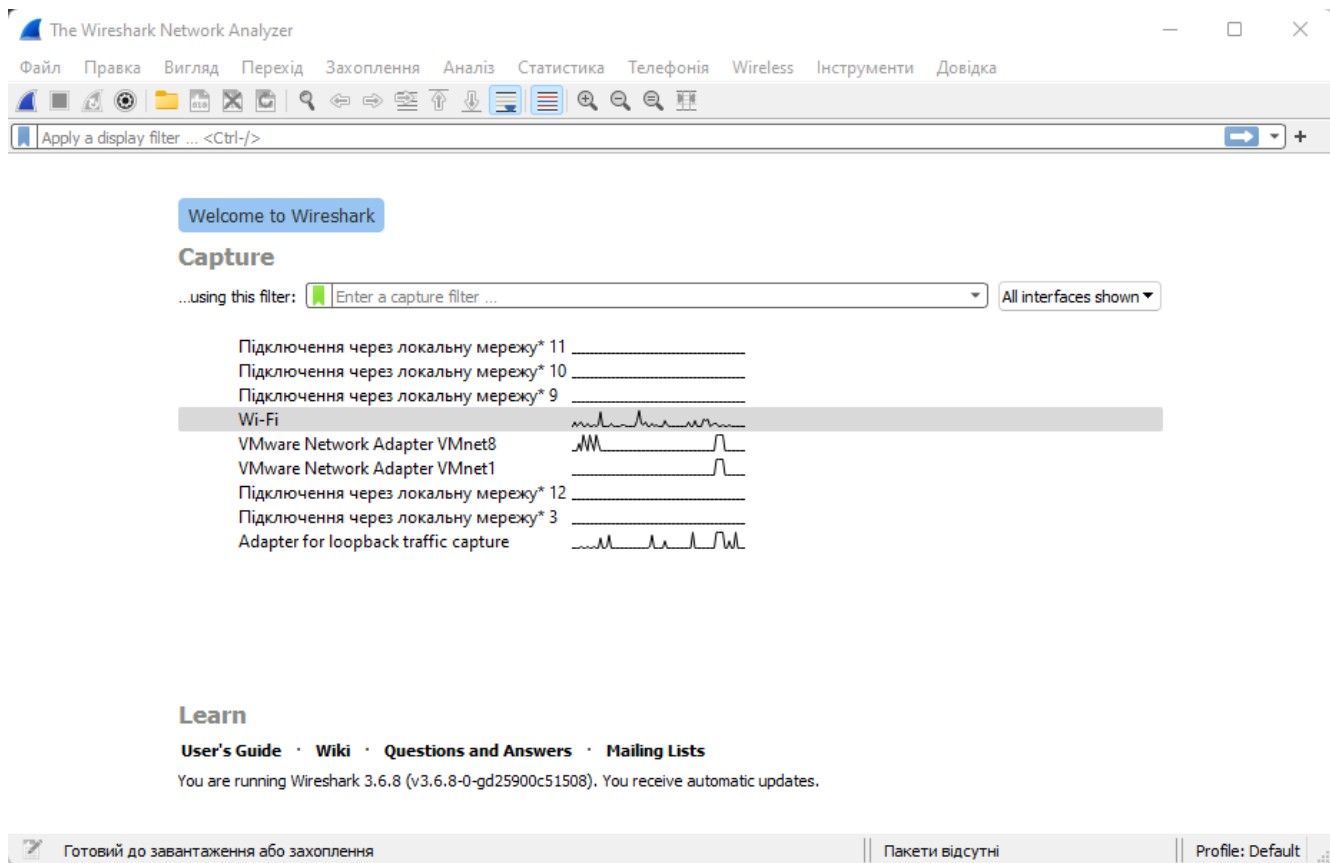 The Wireshark Network Analyzer
Файл Правка Вигляд Перехід Захоплення Аналіз Статистика Телефонія Wireless Інструменти Довідка
Apply a display filter ... <Ctrl-/>
Welcome to Wireshark
Capture
...using this filter: Enter a capture filter ... All interfaces shown
Підключення через локальну мережу* 11
Підключення через локальну мережу* 10
Підключення через локальну мережу* 9
Wi-Fi
VMware Network Adapter VMnet8
VMware Network Adapter VMnet1
Підключення через локальну мережу* 12
Підключення через локальну мережу* 3
Adapter for loopback traffic capture
Learn
User's Guide · Wiki · Questions and Answers · Mailing Lists
You are running Wireshark 3.6.8 (v3.6.8-0-gd25900c51508). You receive automatic updates.
Готовий до завантаження або захоплення Пакети відсутні Profile: Default